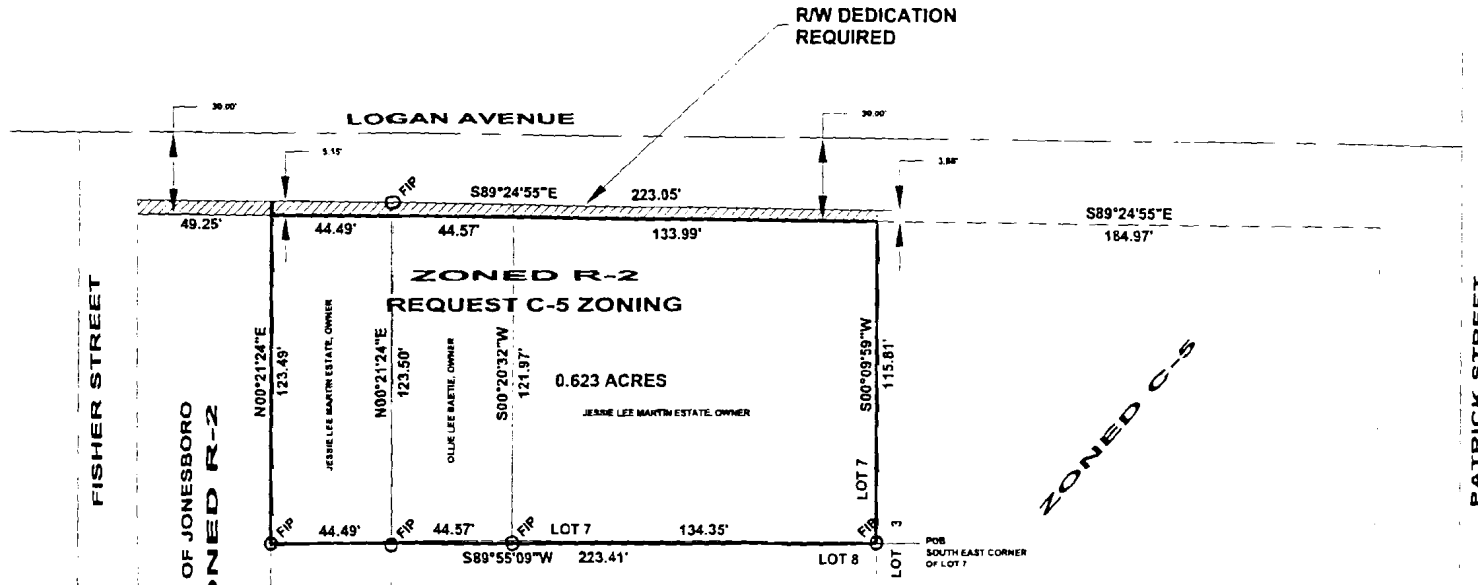 R/W DEDICATION
REQUIRED
30.00'
LOGAN AVENUE
30.00'
5.15'
FIP
S89°24'55"E 223.05'
S89°24'55"E
49.25'
44.49'
44.57'
133.99'
184.97'
ZONED R-2
REQUEST C-5 ZONING
FISHER STREET
OF JONESBORO
ZONED R-2
N00°21'24"E
123.49'
JESSIE LEE MARTIN ESTATE, OWNER
N00°21'24"E
123.50'
OLLIE LEE OWNER
S00°20'32"W
121.97'
0.623 ACRES
JESSIE LEE MARTIN ESTATE, OWNER
S00°09'59"W
115.81'
LOT 7
ZONED C-5
PATRICK STREET
FIP
44.49'
FIP
44.57'
FIP
LOT 7
134.35'
FIP
S89°55'09"W 223.41'
LOT 8
LOT 3
POB
SOUTH EAST CORNER
OF LOT 7